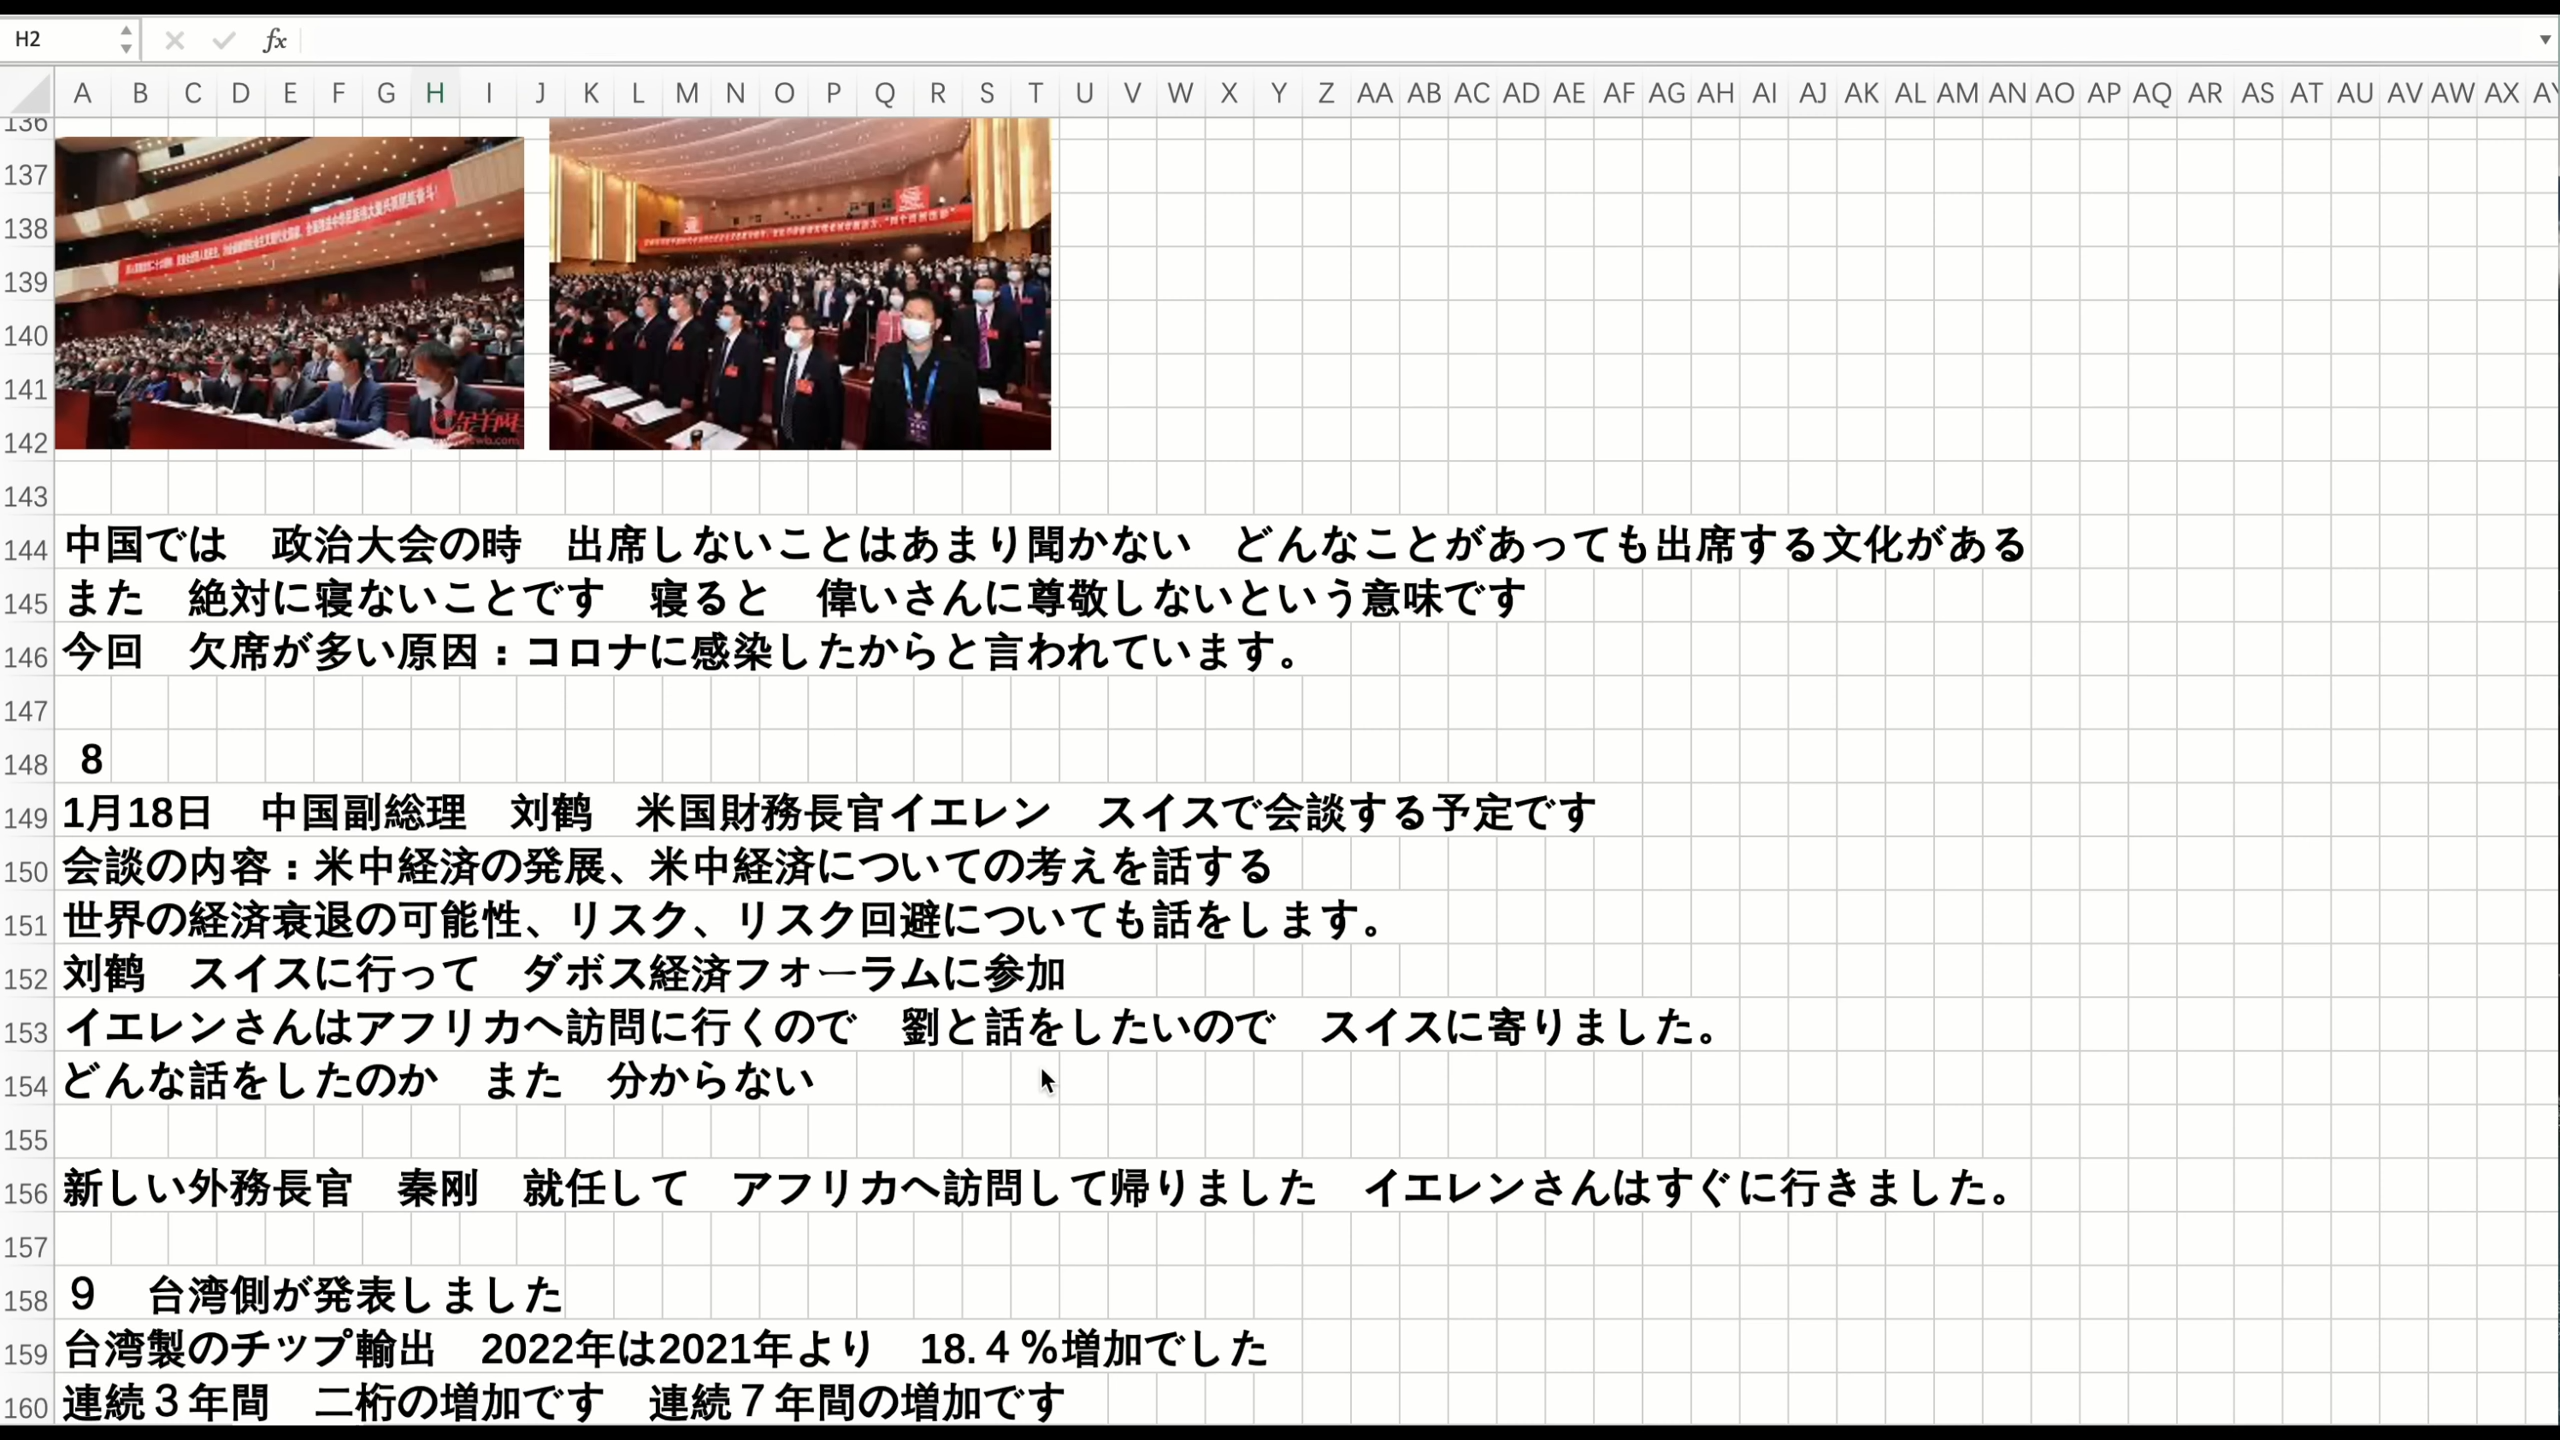 H2
fx
A B C D E F G H I J K L M N O P Q R S T U V W X Y Z AA AB AC AD AE AF AG AH AI AJ AK AL AM AN AO AP AQ AR AS AT AU AV AW AX AY
136
137
138
139
140
141
142
143
144 中国では　政治大会の時　出席しないことはあまり聞かない　どんなことがあっても出席する文化がある
145 また　絶対に寝ないことです　寝ると　偉いさんに尊敬しないという意味です
146 今回　欠席が多い原因：コロナに感染したからと言われています。
147
148 8
149 1月18日　中国副総理　刘鹤　米国財務長官イエレン　スイスで会談する予定です
150 会談の内容：米中経済の発展、米中経済についての考えを話する
151 世界の経済衰退の可能性、リスク、リスク回避についても話をします。
152 刘鹤　スイスに行って　ダボス経済フォーラムに参加
153 イエレンさんはアフリカへ訪問に行くので　劉と話をしたいので　スイスに寄りました。
154 どんな話をしたのか　また　分からない
155
156 新しい外務長官　秦刚　就任して　アフリカへ訪問して帰りました　イエレンさんはすぐに行きました。
157
158 ９　台湾側が発表しました
159 台湾製のチップ輸出　2022年は2021年より　18.４％増加でした
160 連続３年間　二桁の増加です　連続７年間の増加です